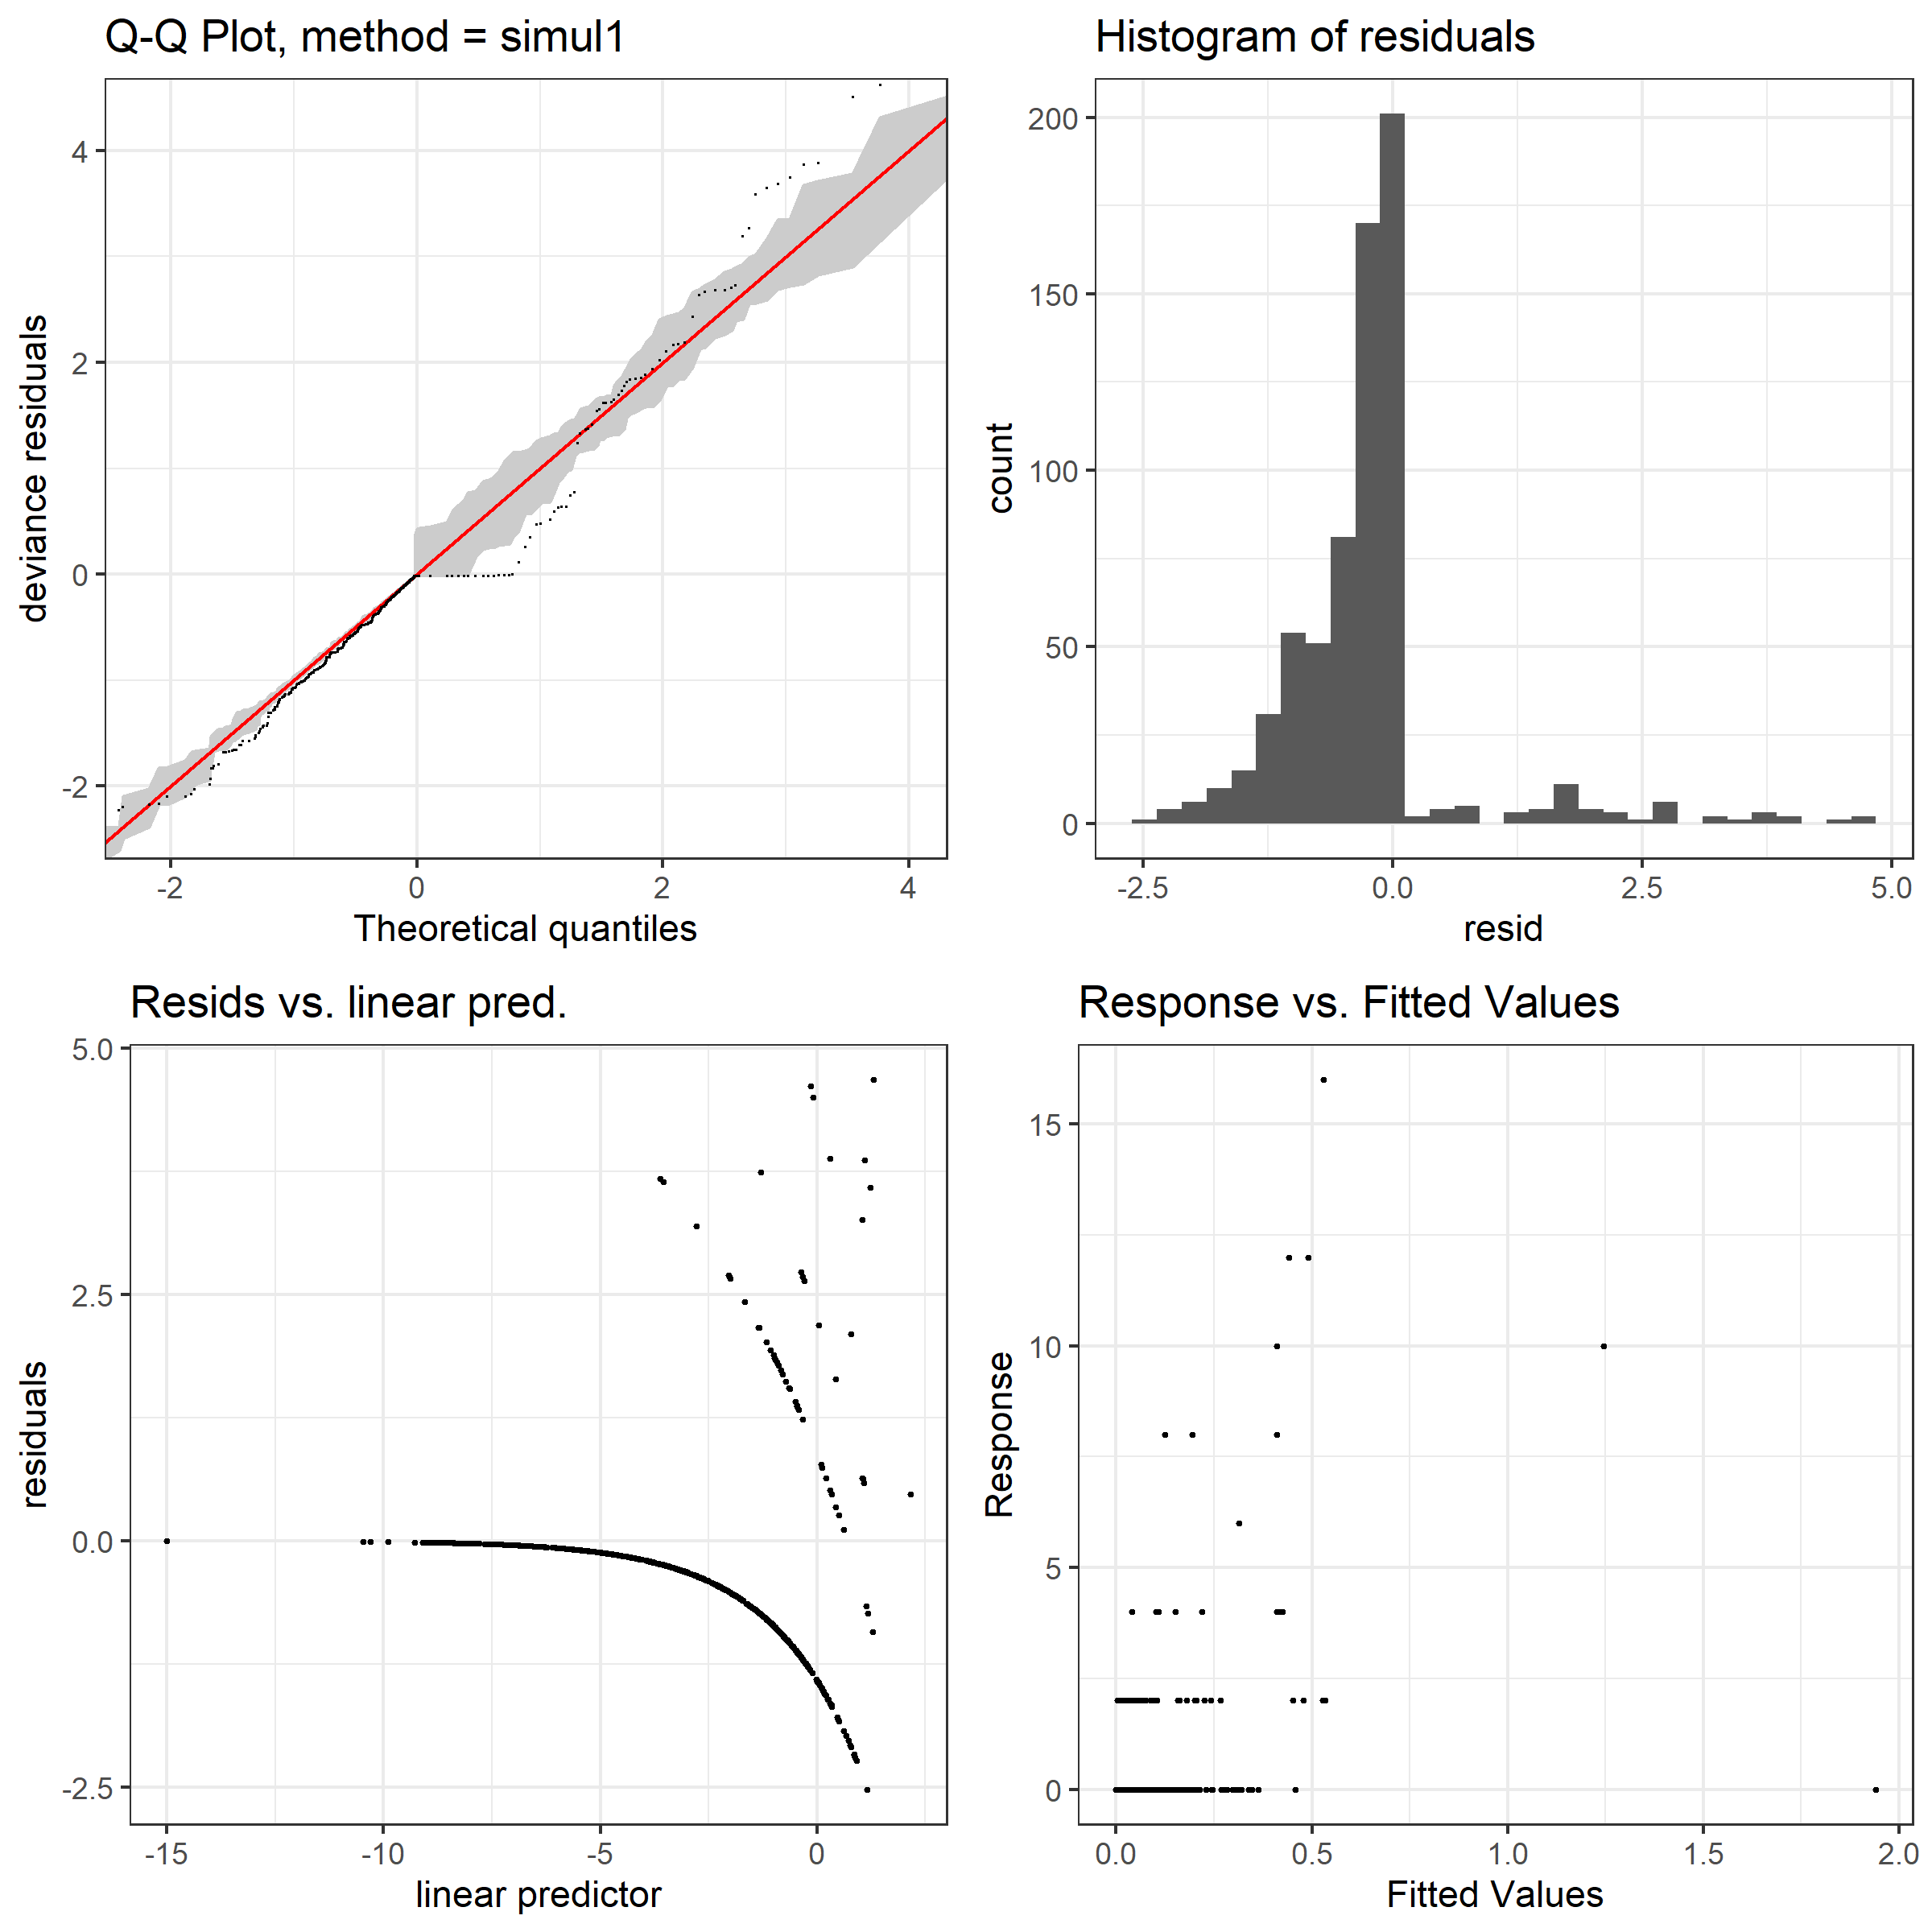 Q-Q Plot, method = simul1
4
2
0
-2
-2
0
2
4
deviance residuals
Theoretical quantiles
Histogram of residuals
200
150
100
50
0
-2.5
0.0
2.5
5.0
count
resid
Resids vs. linear pred.
5.0
2.5
0.0
-2.5
-15
-10
-5
0
residuals
linear predictor
Response vs. Fitted Values
15
10
5
0
0.0
0.5
1.0
1.5
2.0
Response
Fitted Values